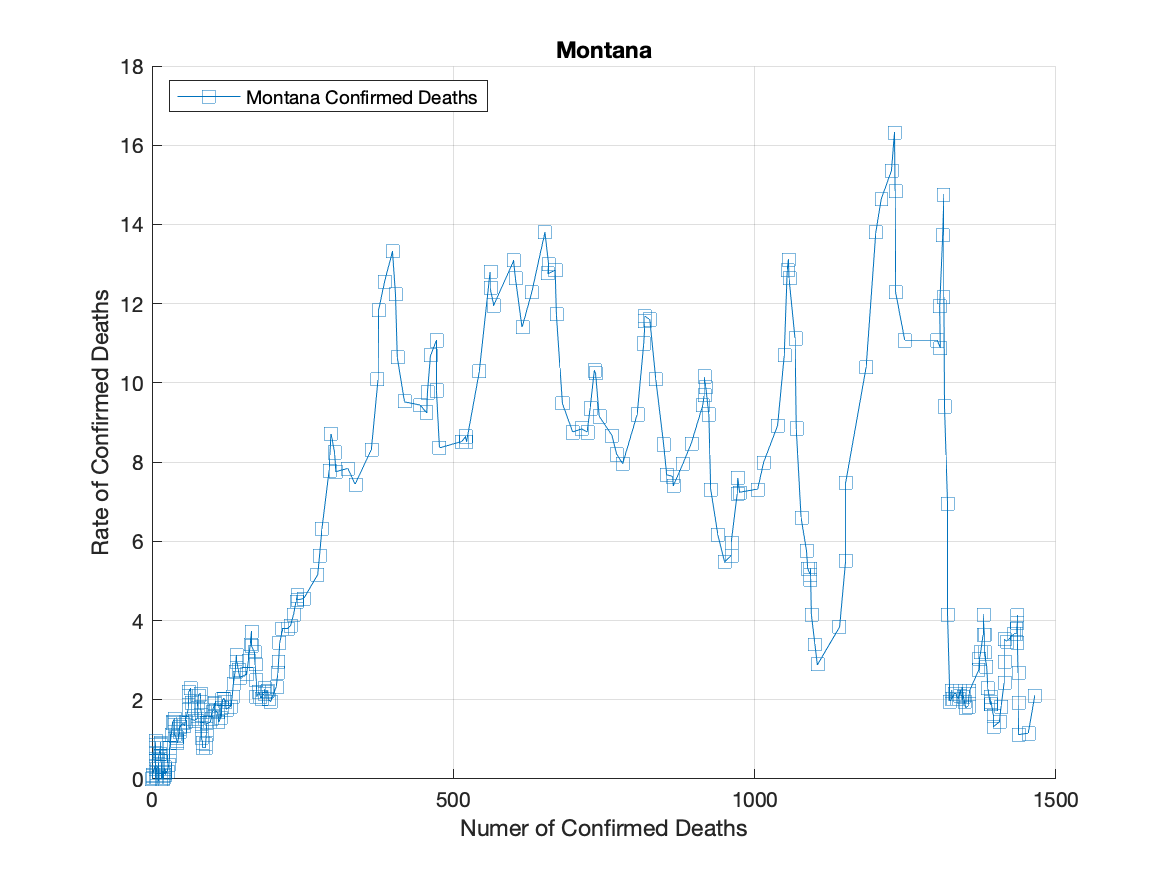 Montana
18
Montana Confirmed Deaths
16
14
12
10
8
6
4
2
0
Rate of Confirmed Deaths
0 500 1000 1500
Numer of Confirmed Deaths